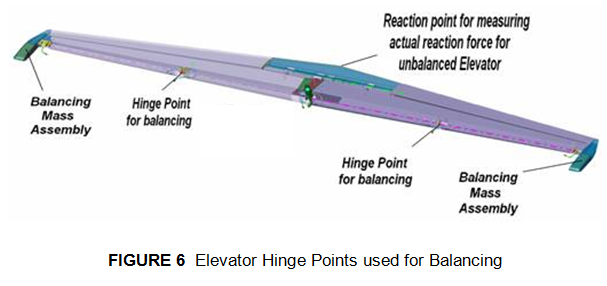 Reaction point for measuring
actual reaction force for
unbalanced Elevator
Balancing
Mass
Assembly
Hinge Point
for balancing
Hinge Point
for balancing
Balancing
Mass
Assembly
FIGURE 6  Elevator Hinge Points used for Balancing